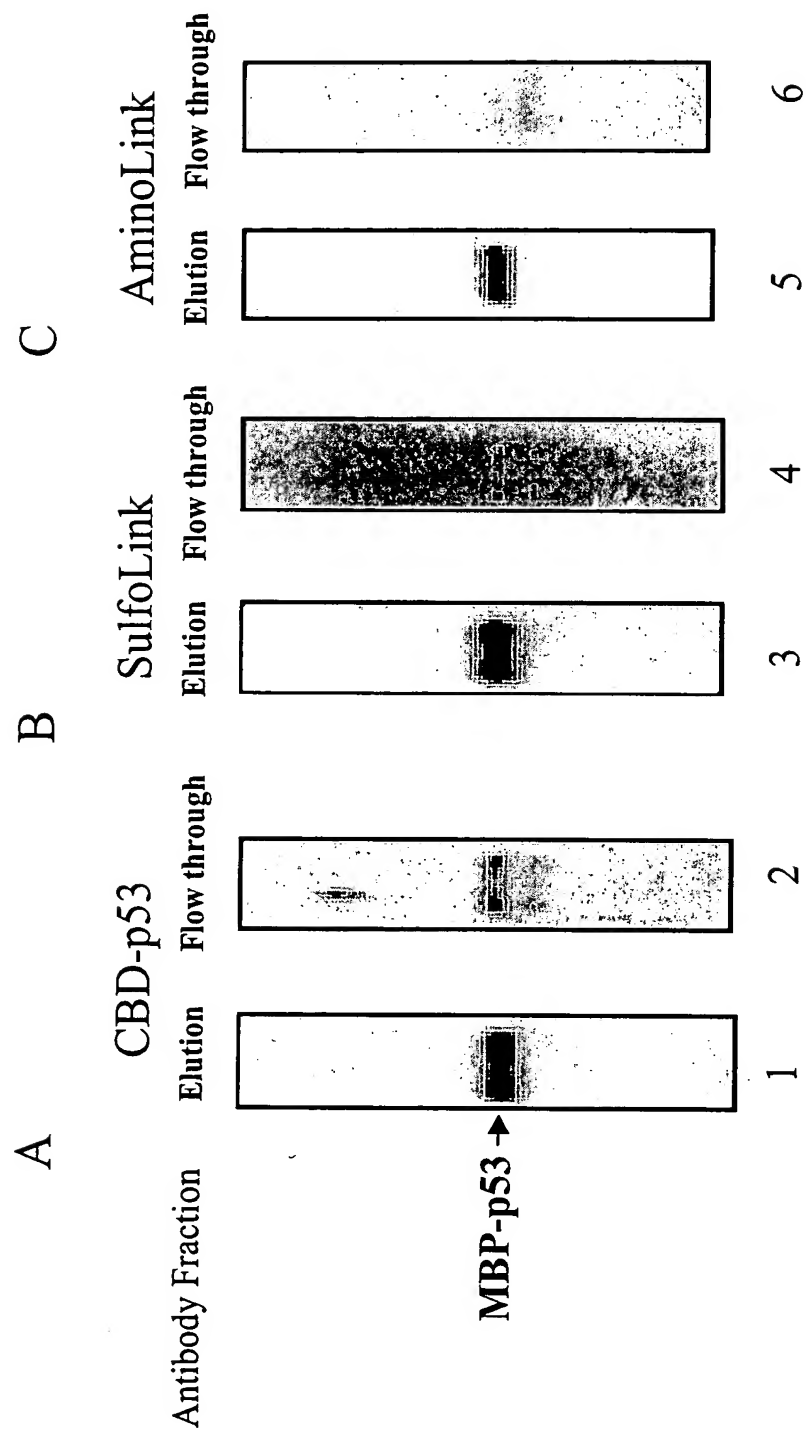 A B C
CBD-p53 SulfoLink AminoLink
Antibody Fraction Elution Flow through Elution Flow through Elution Flow through
MBP-p53
1 2 3 4 5 6